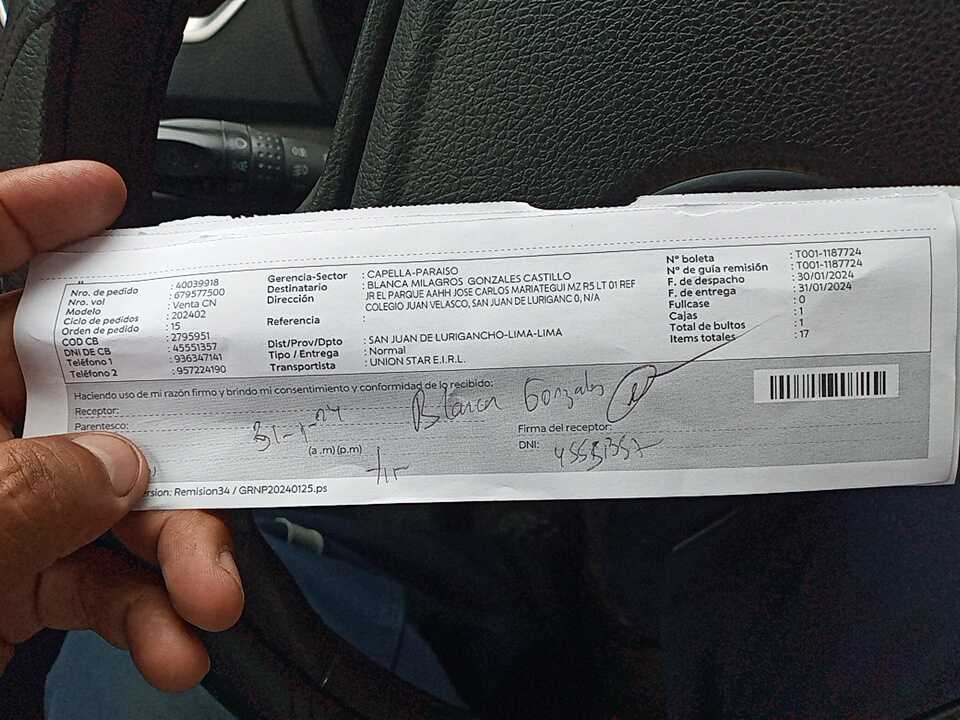 Nro. de pedido : 40039918
Nro. vol : 679577500
Modelo : Venta CN
Ciclo de pedidos : 202402
Orden de pedido : 15
COD CB : 2795951
DNI DE CB : 45551357
Teléfono 1 : 936347141
Teléfono 2 : 957224190
Gerencia-Sector : CAPELLA-PARAISO
Destinatario : BLANCA MILAGROS GONZALES CASTILLO
Dirección : JR EL PARQUE AAHH JOSE CARLOS MARIATEGUI MZ R5 LT 01 REF
COLEGIO JUAN VELASCO, SAN JUAN DE LURIGANC 0, N/A
Referencia :
Dist/Prov/Dpto : SAN JUAN DE LURIGANCHO-LIMA-LIMA
Tipo / Entrega : Normal
Transportista : UNION STAR E.I.R.L.
N° boleta : T001-1187724
N° de guía remisión : T001-1187724
F. de despacho : 30/01/2024
F. de entrega : 31/01/2024
Fullcase : 0
Cajas : 1
Total de bultos : 1
Items totales : 17
Haciendo uso de mi razón firmo y brindo mi consentimiento y conformidad de lo recibido:
Receptor: Blanca Gonzales
Parentesco:
31-1-24
(a.m)(p.m)
Firma del receptor:
DNI: 45551357
ersion: Remision34 / GRNP20240125.ps